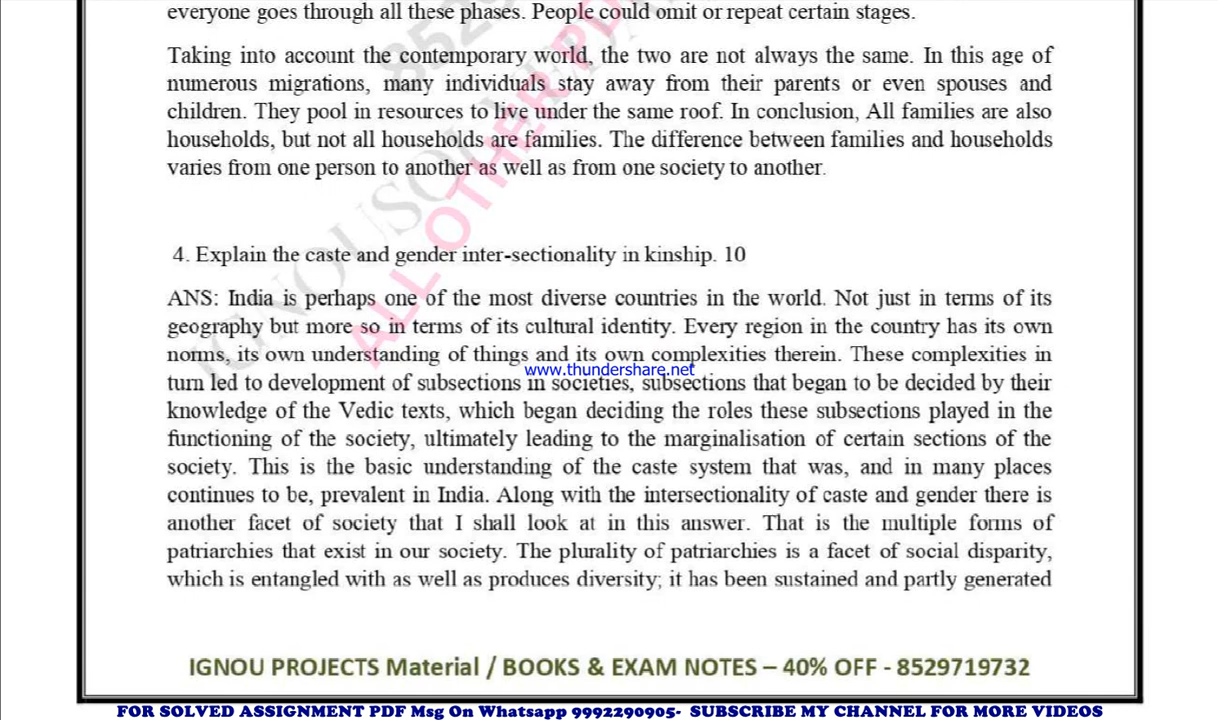 everyone goes through all these phases. People could omit or repeat certain stages.
Taking into account the contemporary world, the two are not always the same. In this age of
numerous migrations, many individuals stay away from their parents or even spouses and
children. They pool in resources to live under the same roof. In conclusion, All families are also
households, but not all households are families. The difference between families and households
varies from one person to another as well as from one society to another.
4. Explain the caste and gender inter-sectionality in kinship. 10
ANS: India is perhaps one of the most diverse countries in the world. Not just in terms of its
geography but more so in terms of its cultural identity. Every region in the country has its own
norms, its own understanding of things and its own complexities therein. These complexities in
www.thundershare.net
turn led to development of subsections in societies, subsections that began to be decided by their
knowledge of the Vedic texts, which began deciding the roles these subsections played in the
functioning of the society, ultimately leading to the marginalisation of certain sections of the
society. This is the basic understanding of the caste system that was, and in many places
continues to be, prevalent in India. Along with the intersectionality of caste and gender there is
another facet of society that I shall look at in this answer. That is the multiple forms of
patriarchies that exist in our society. The plurality of patriarchies is a facet of social disparity,
which is entangled with as well as produces diversity; it has been sustained and partly generated
ALL OTHER PD
IGNOU PROJECTS Material / BOOKS & EXAM NOTES – 40% OFF - 8529719732
FOR SOLVED ASSIGNMENT PDF Msg On Whatsapp 9992290905- SUBSCRIBE MY CHANNEL FOR MORE VIDEOS